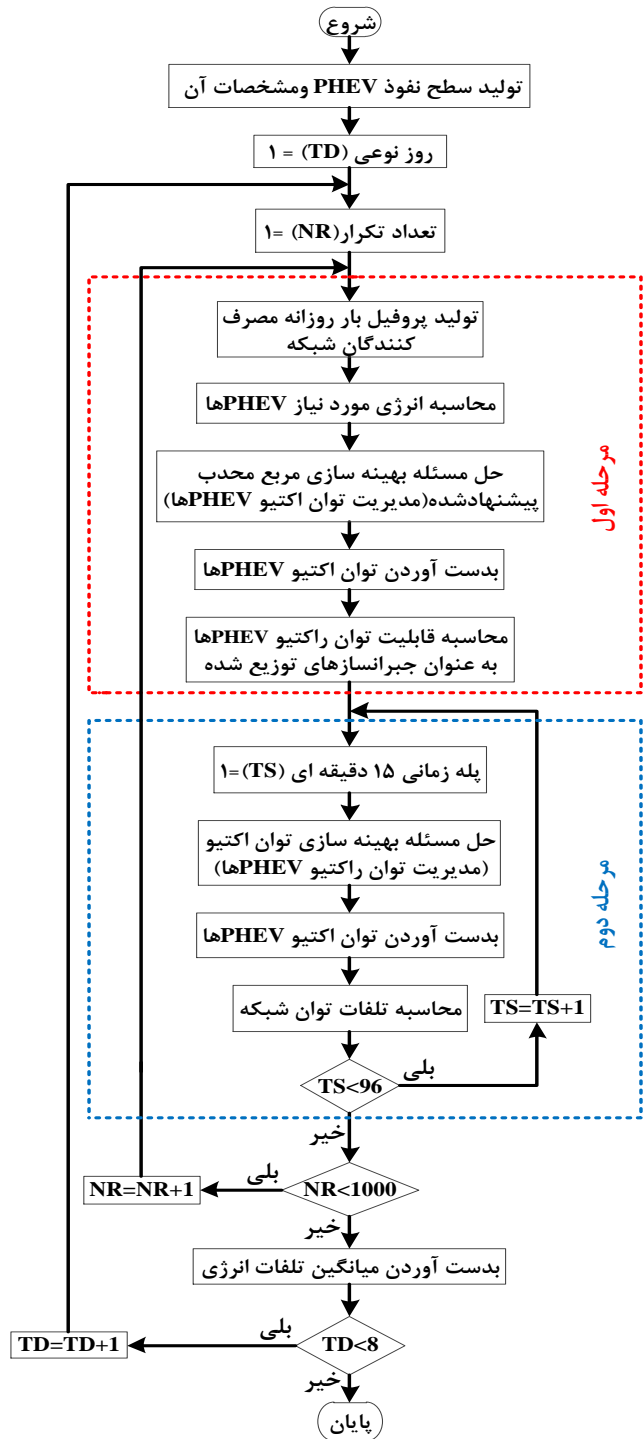 شروع
تولید سطح نفوذ PHEV ومشخصات آن
روز نوعی (TD) = ۱
تعداد تکرار(NR) =۱
تولید پروفیل بار روزانه مصرف
کنندگان شبکه
محاسبه انرژی مورد نیاز PHEVها
حل مسئله بهینه سازی مربع محدب
پیشنهادشده(مدیریت توان اکتیو PHEVها)
بدست آوردن توان اکتیو PHEVها
محاسبه قابلیت توان راکتیو PHEVها
به عنوان جبرانسازهای توزیع شده
مرحله اول
پله زمانی ۱۵ دقیقه ای (TS)=۱
حل مسئله بهینه سازی توان اکتیو
(مدیریت توان راکتیو PHEVها)
بدست آوردن توان اکتیو PHEVها
محاسبه تلفات توان شبکه
TS=TS+1
مرحله دوم
TS<96
بلی
خیر
NR<1000
بلی
NR=NR+1
خیر
بدست آوردن میانگین تلفات انرژی
TD<8
بلی
TD=TD+1
خیر
پایان